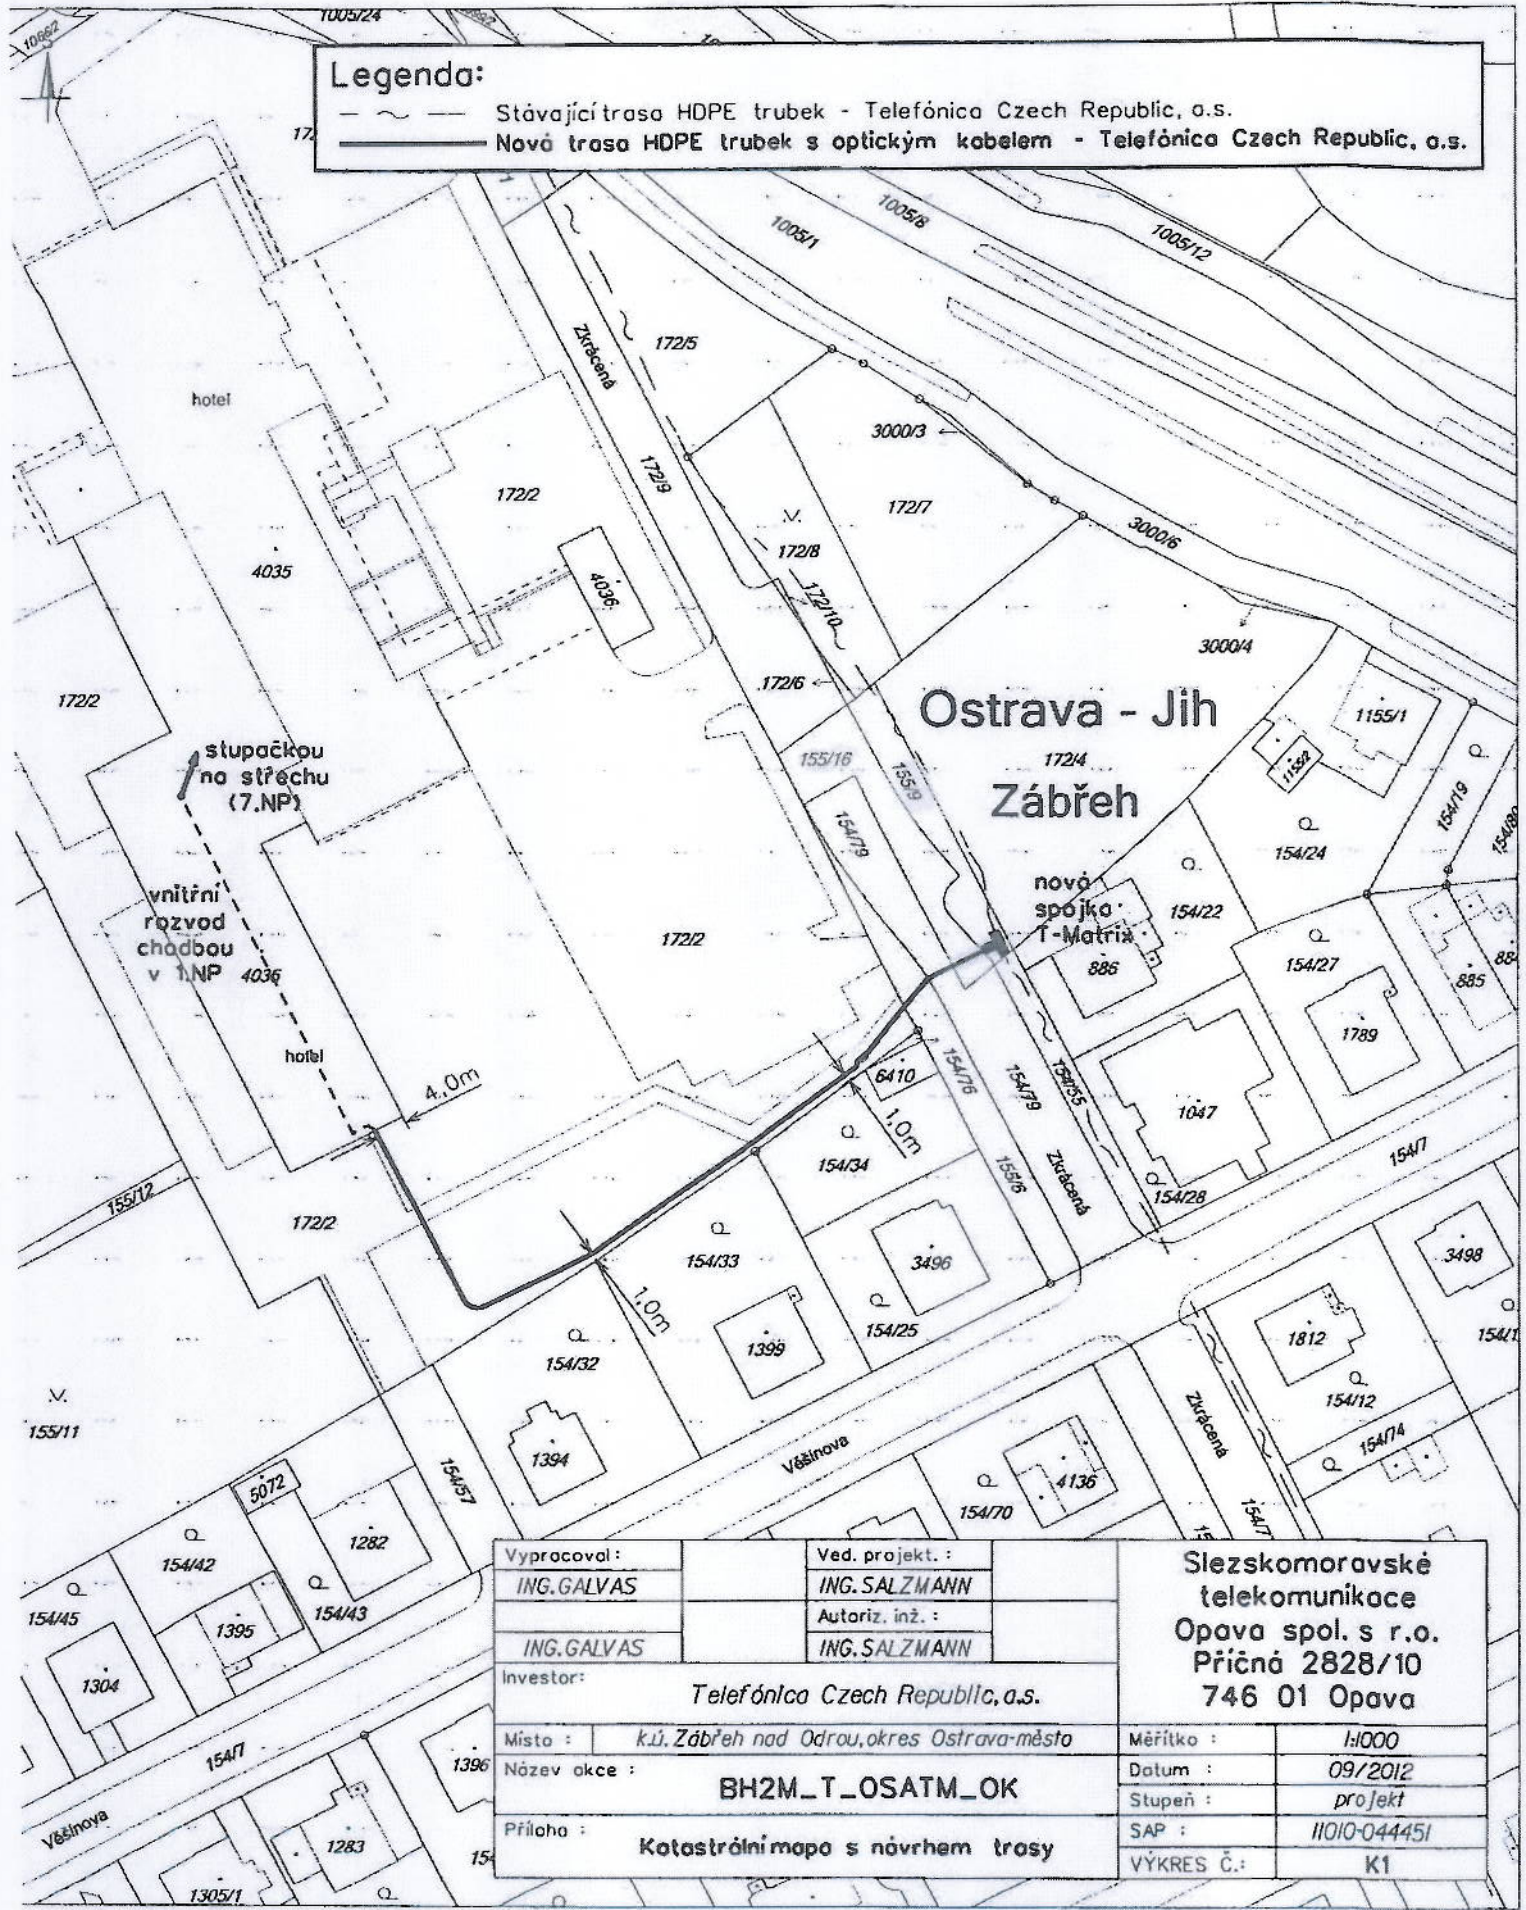 1066/2
1005/24
Legenda:
Stávající trasa HDPE trubek - Telefónica Czech Republic, a.s.
Nová trasa HDPE trubek s optickým kabelem - Telefónica Czech Republic, a.s.
1005/8
1005/1
1005/12
Zkrácená
172/5
hotel
3000/3
172/9
172/2
172/7
3000/6
172/8
4035
4036
172/10
3000/4
172/2
172/6
Ostrava - Jih
1155/1
stupačkou
na střechu
(7.NP)
155/16
172/4
155/9
1155/2
Zábřeh
154/19
154/79
154/24
vnitřní
rozvod
chodbou
v 1.NP
4036
nová
spojka
T-Matrix
154/22
172/2
886
154/27
885
1789
hotel
4,0m
6410
154/76
154/79
154/55
1047
1,0m
154/34
154/7
155/12
155/6
Zkrácená
154/28
172/2
154/33
3496
3498
1,0m
154/25
1399
1812
154/32
154/12
155/11
Zkrácená
154/74
1394
Věšínova
154/57
5072
4136
154/70
1282
154/42
154/43
154/45
1395
1304
154/7
1396
Věšínova
1283
1305/1
Vypracoval:
ING.GALVAS
ING.GALVAS
Ved. projekt. :
ING.SALZMANN
Autoriz. inž. :
ING.SALZMANN
Slezskomoravské
telekomunikace
Opava spol. s r.o.
Příčná 2828/10
746 01 Opava
Investor:
Telefónica Czech Republic, a.s.
Místo :
k.ú. Zábřeh nad Odrou, okres Ostrava-město
Měřítko :
1:1000
Název akce :
BH2M_T_OSATM_OK
Datum :
09/2012
Stupeň :
projekt
Příloha :
Katastrální mapa s návrhem trasy
SAP :
11010-044451
VÝKRES Č.:
K1